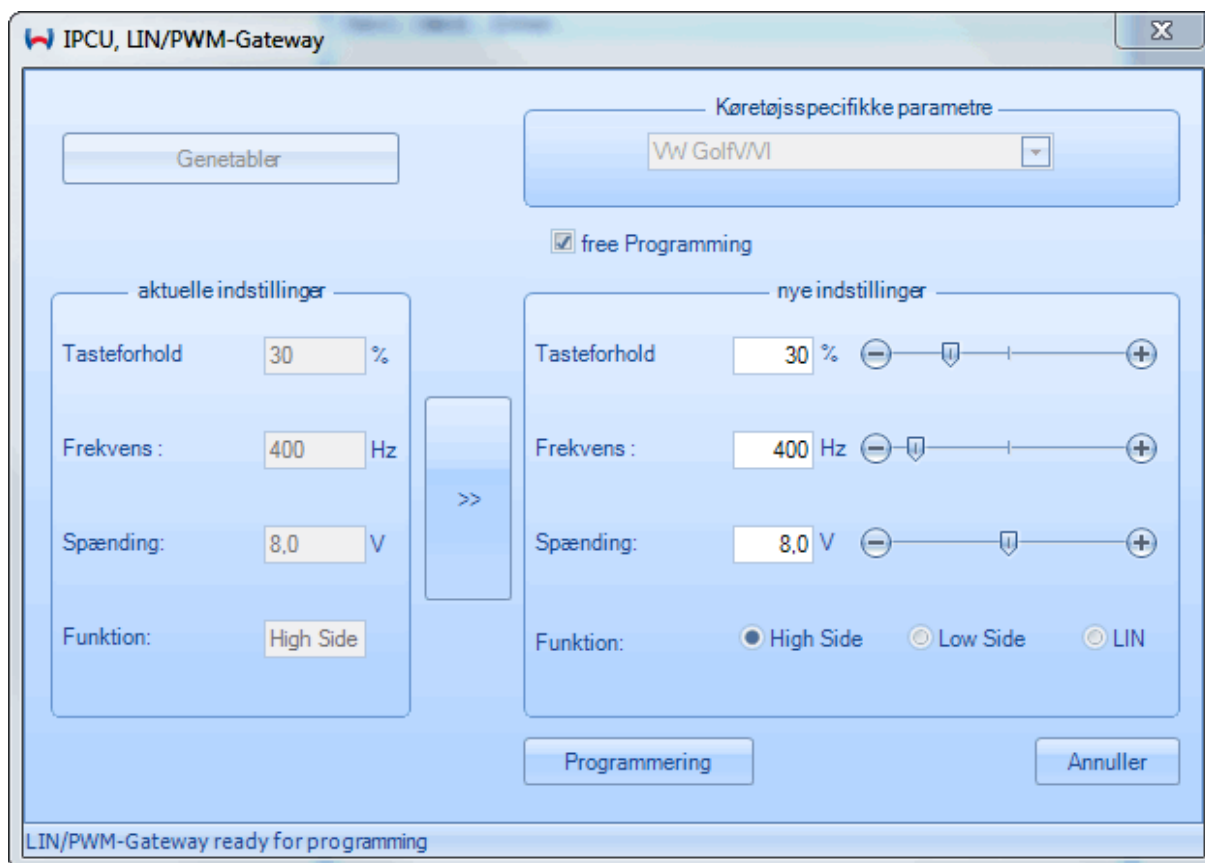 IPCU, LIN/PWM-Gateway
Køretøjsspecifikke parametre
Genetabler
VW GolfV/VI
free Programming
aktuelle indstillinger
nye indstillinger
Tasteforhold 30 %
Tasteforhold 30 %
Frekvens : 400 Hz
Frekvens : 400 Hz
>>
Spænding: 8,0 V
Spænding: 8,0 V
Funktion: High Side
Funktion: High Side Low Side LIN
Programmering
Annuller
LIN/PWM-Gateway ready for programming